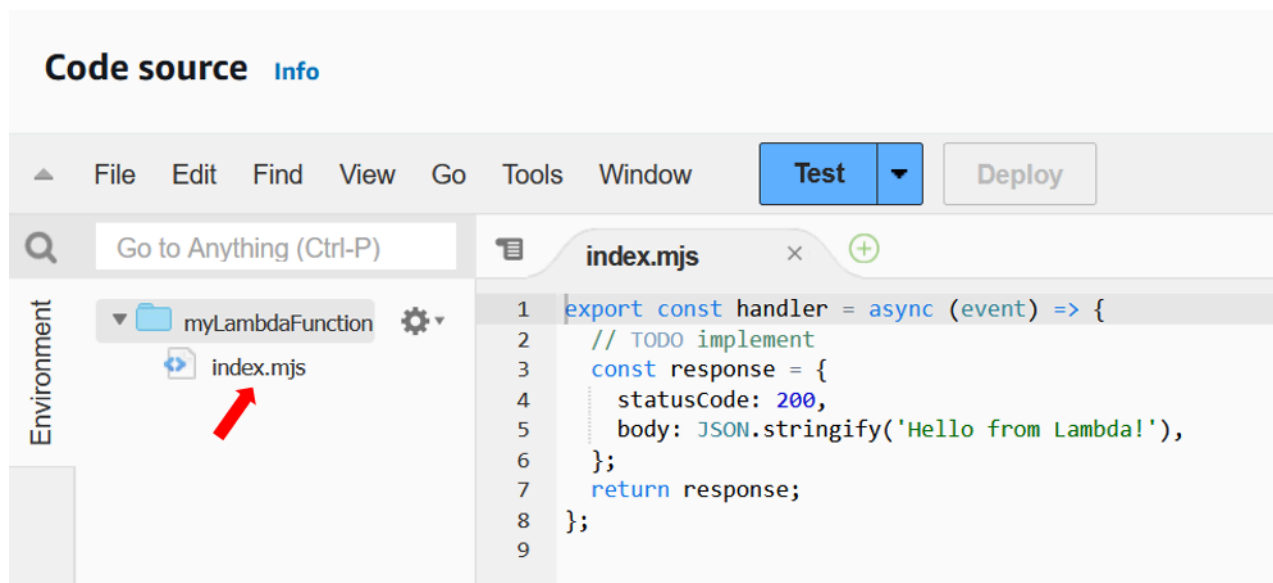 Code source Info
File Edit Find View Go Tools Window Test Deploy
Go to Anything (Ctrl-P)
index.mjs
Environment
myLambdaFunction
index.mjs
1 export const handler = async (event) => {
2 // TODO implement
3 const response = {
4 statusCode: 200,
5 body: JSON.stringify('Hello from Lambda!'),
6 };
7 return response;
8 };
9